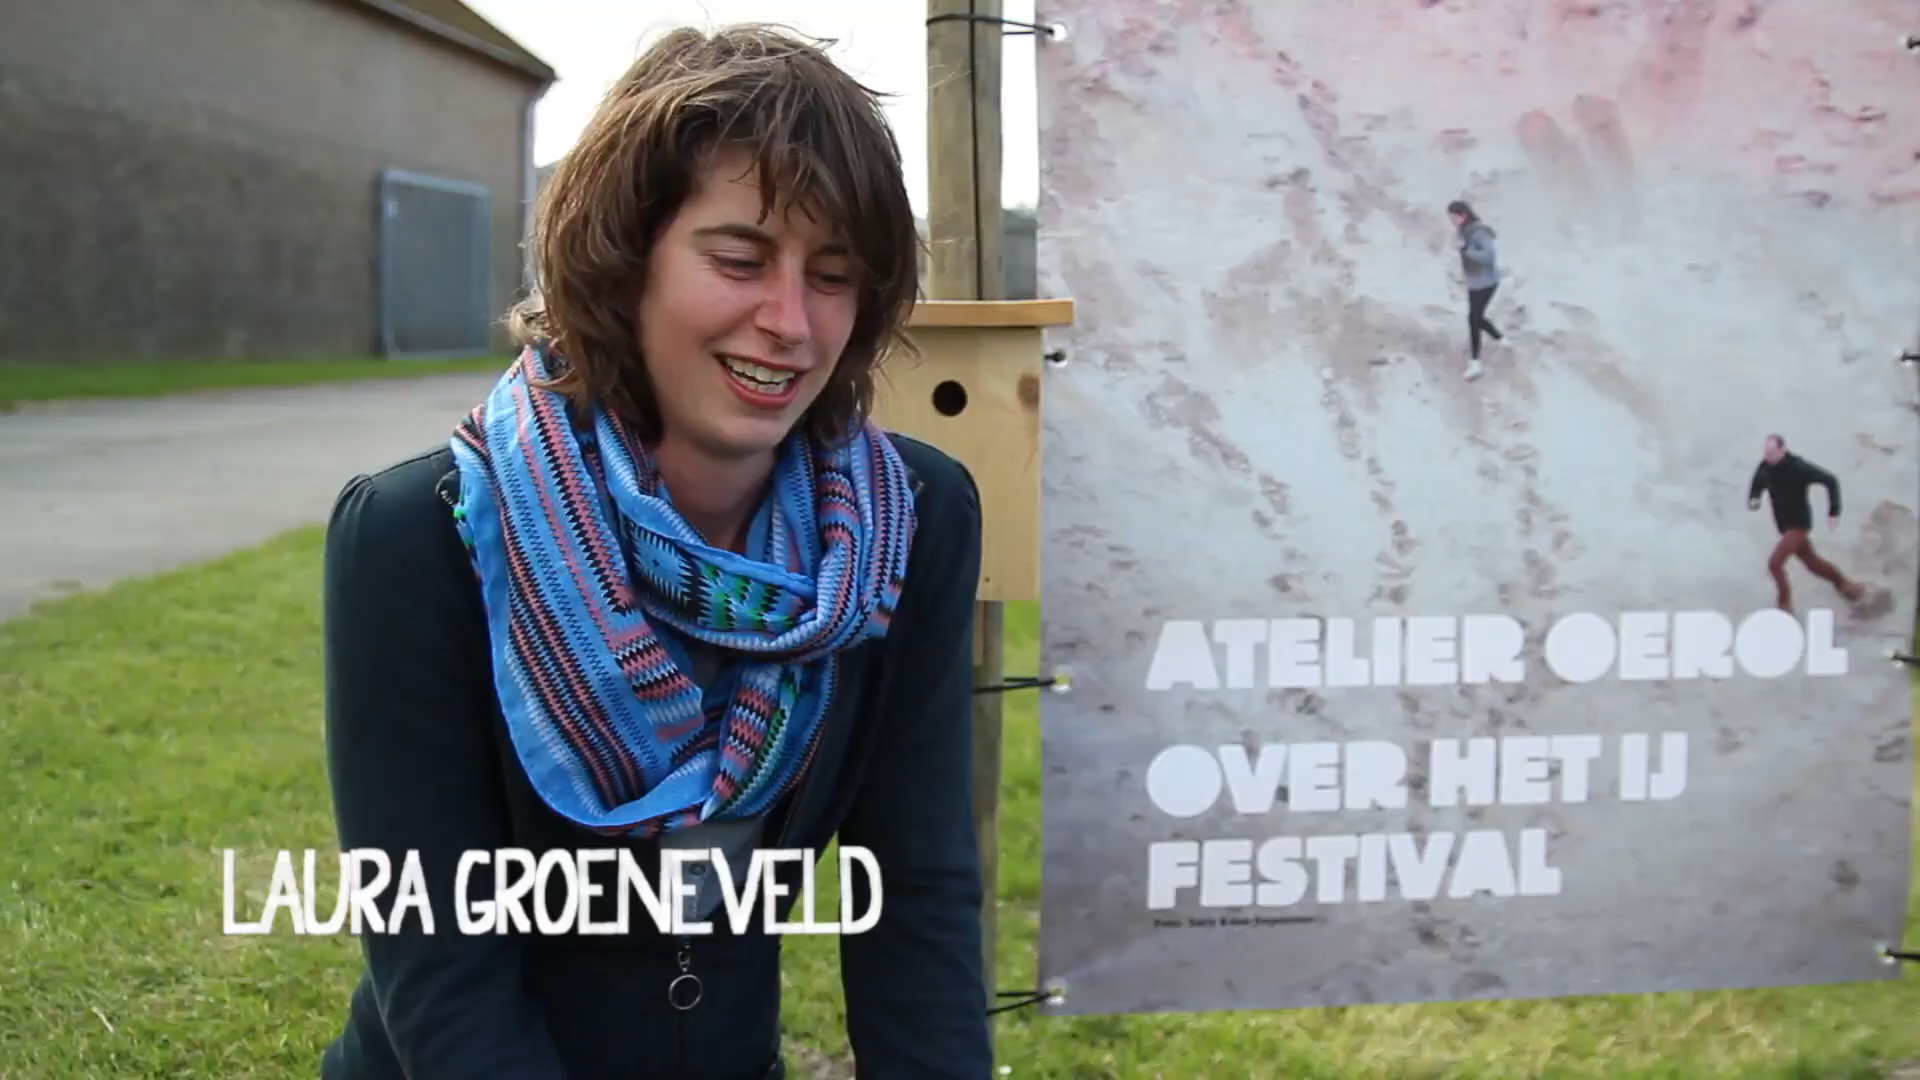 ATELIER OEROL
OVER HET IJ
FESTIVAL
LAURA GROENEVELD